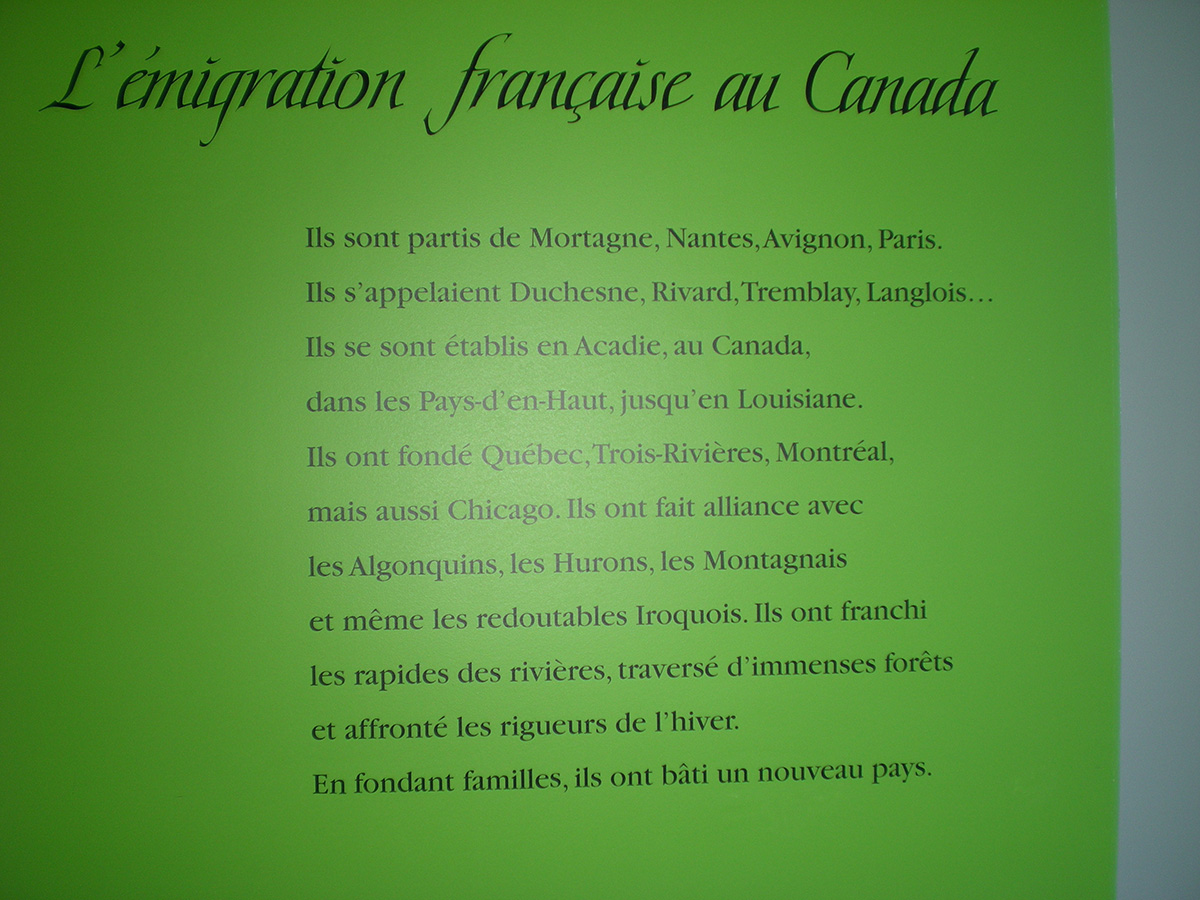 L'émigration française au Canada
Ils sont partis de Mortagne, Nantes, Avignon, Paris.
Ils s'appelaient Duchesne, Rivard, Tremblay, Langlois...
Ils se sont établis en Acadie, au Canada,
dans les Pays-d'en-Haut, jusqu'en Louisiane.
Ils ont fondé Québec, Trois-Rivières, Montréal,
mais aussi Chicago. Ils ont fait alliance avec
les Algonquins, les Hurons, les Montagnais
et même les redoutables Iroquois. Ils ont franchi
les rapides des rivières, traversé d'immenses forêts
et affronté les rigueurs de l'hiver.
En fondant familles, ils ont bâti un nouveau pays.